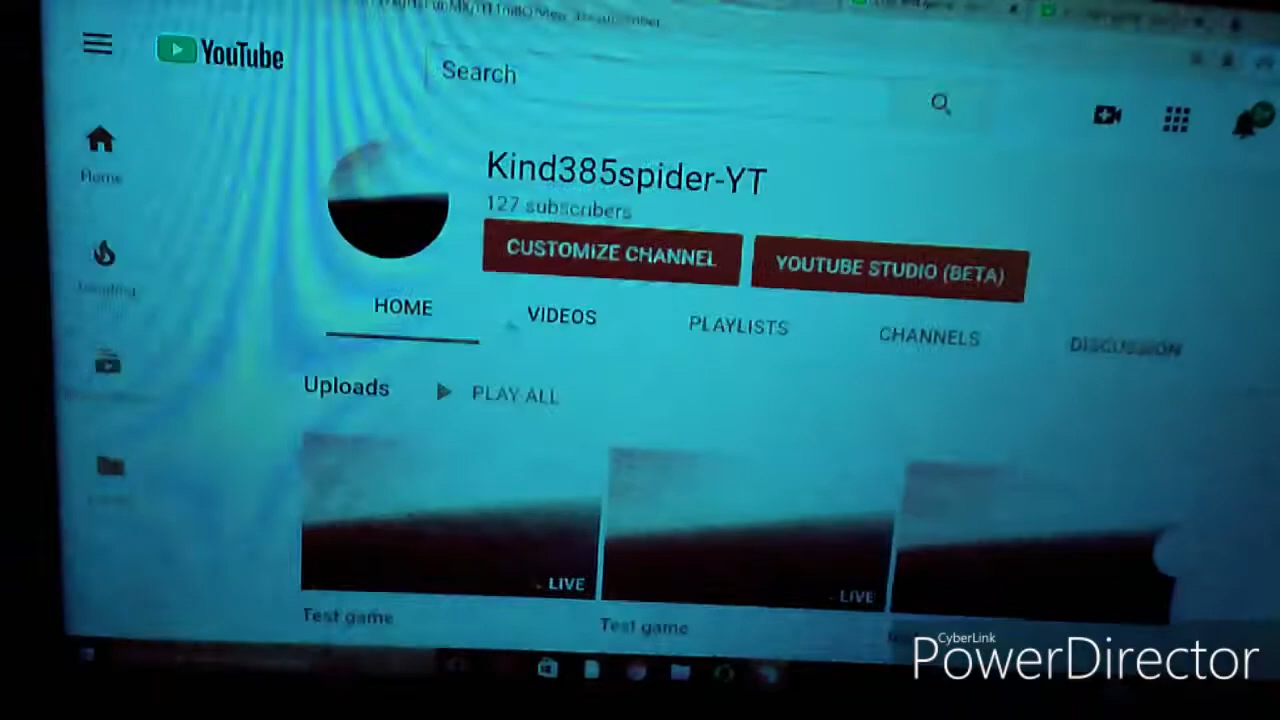 YouTube
Search
Home
Kind385spider-YT
127 subscribers
CUSTOMIZE CHANNEL
YOUTUBE STUDIO (BETA)
HOME
VIDEOS
PLAYLISTS
CHANNELS
DISCUSSION
Uploads
PLAY ALL
LIVE
LIVE
Test game
Test game
CyberLink
PowerDirector